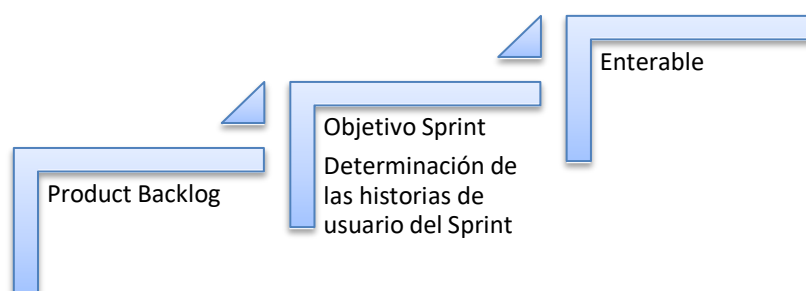 Product Backlog
Objetivo Sprint
Determinación de
las historias de
usuario del Sprint
Enterable